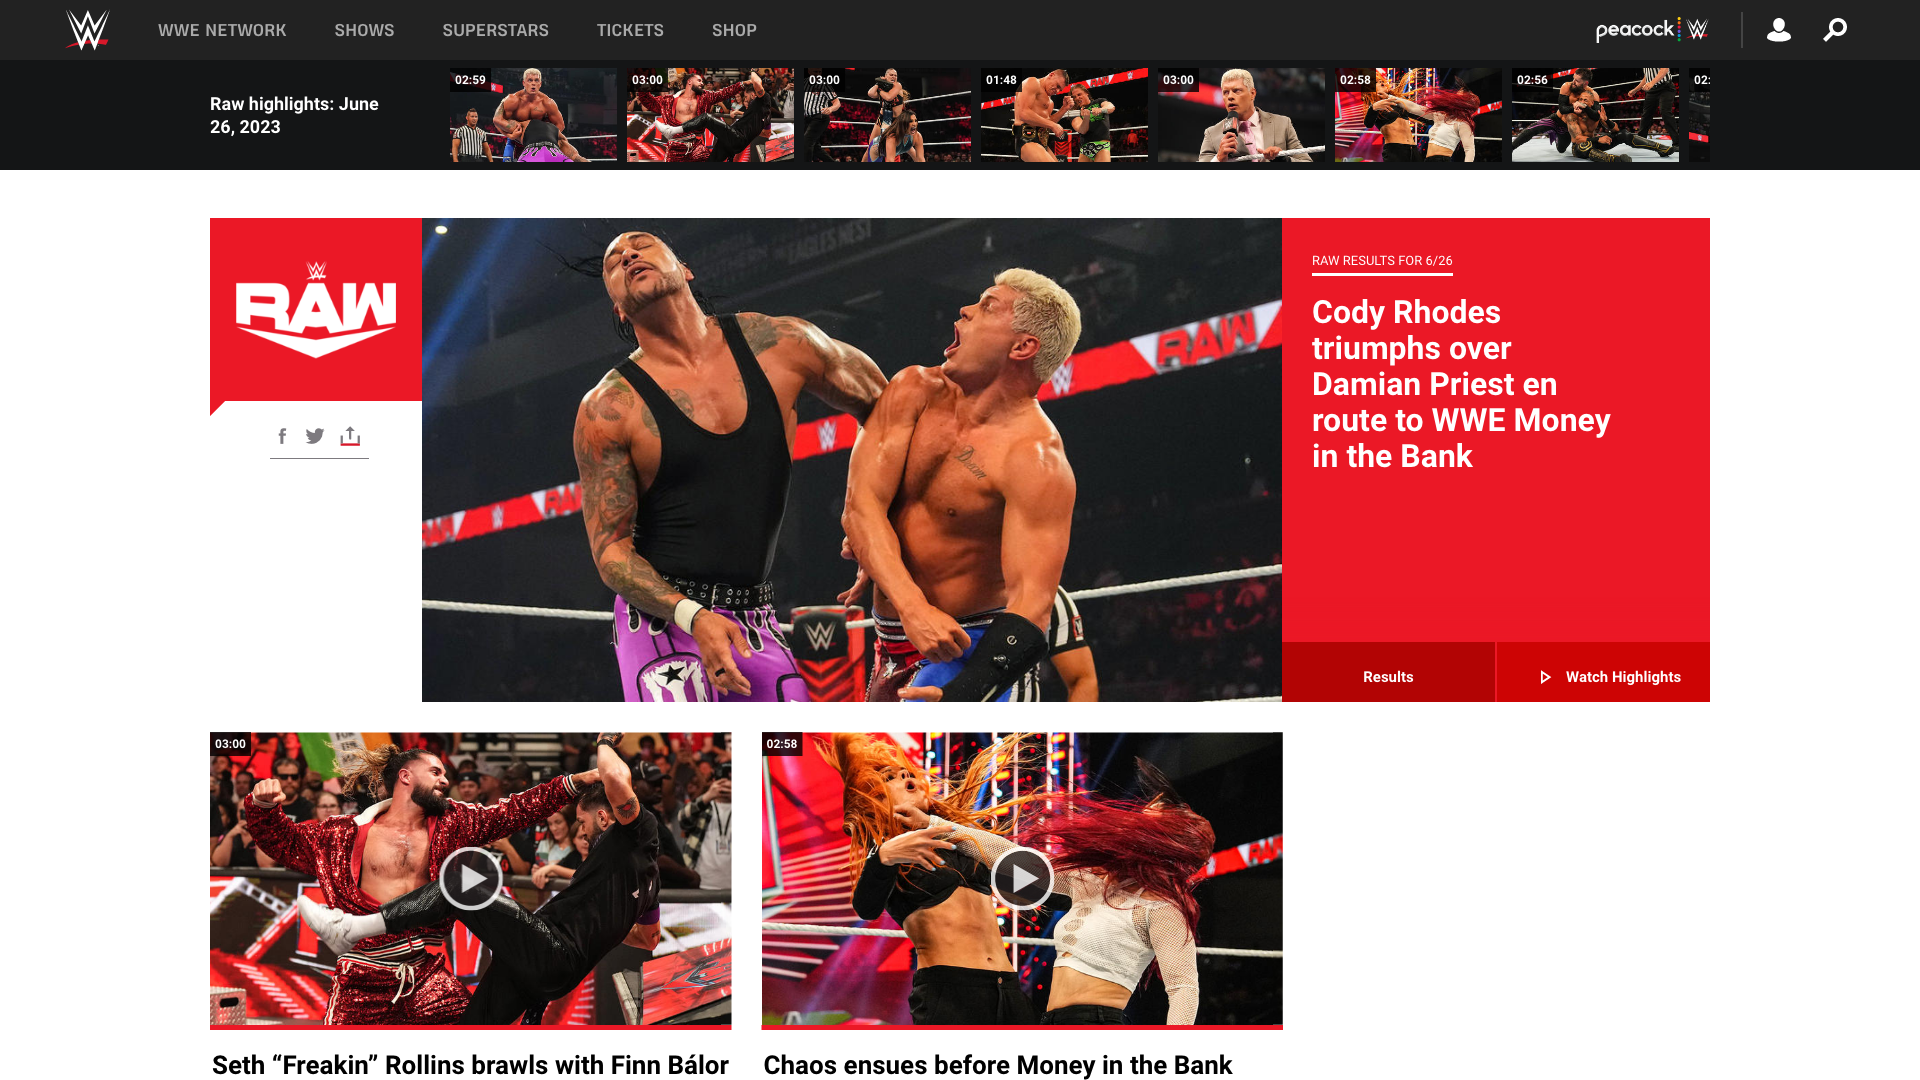 WWE NETWORK
SHOWS
SUPERSTARS
TICKETS
SHOP
peacock
Raw highlights: June
26, 2023
02:59
03:00
03:00
01:48
03:00
02:58
02:56
02:
RAW
RAW RESULTS FOR 6/26
Cody Rhodes
triumphs over
Damian Priest en
route to WWE Money
in the Bank
RAW
Dream
Results
Watch Highlights
03:00
02:58
Seth “Freakin” Rollins brawls with Finn Bálor
Chaos ensues before Money in the Bank